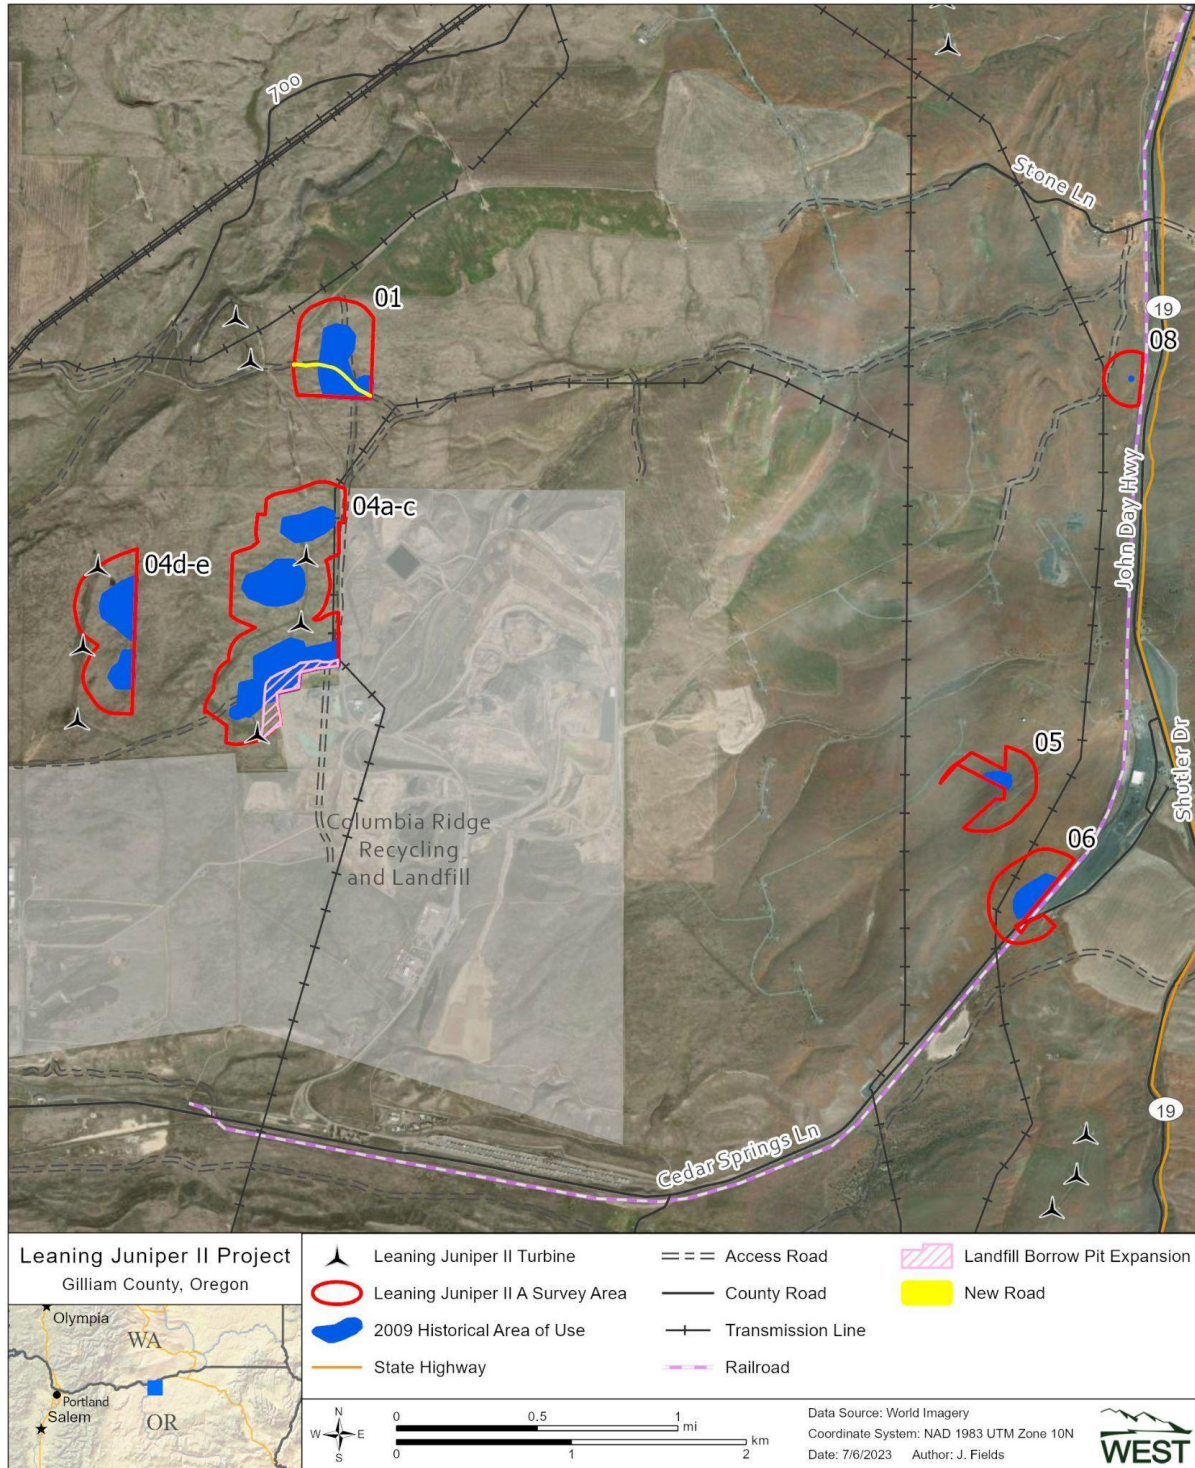 700
Stone Ln
01
19
08
John Day Hwy
04a-c
04d-e
05
Shutler Dr
06
Columbia Ridge
Recycling
and Landfill
Cedar Springs Ln
19
Leaning Juniper II Project
Gilliam County, Oregon
Olympia
WA
Portland
Salem
OR
Leaning Juniper II Turbine
Leaning Juniper II A Survey Area
2009 Historical Area of Use
State Highway
Access Road
County Road
Transmission Line
Railroad
Landfill Borrow Pit Expansion
New Road
N
W E
S
0 0.5 1
mi
km
0 1 2
Data Source: World Imagery
Coordinate System: NAD 1983 UTM Zone 10N
Date: 7/6/2023 Author: J. Fields
WEST